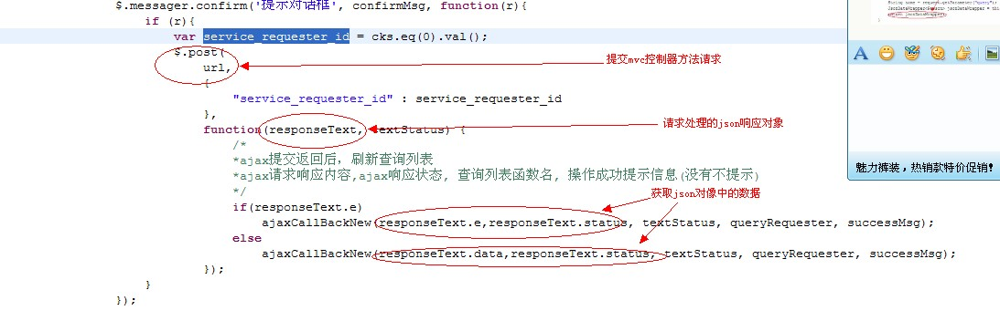 $.messager.confirm('提示对话框', confirmMsg, function(r){
if (r){
var service_requester_id = cks.eq(0).val();
$.post(
提交mvc控制器方法请求
url,
{
"service_requester_id" : service_requester_id
},
请求处理的json响应对象
function(responseText, textStatus) {
/*
*ajax提交返回后，刷新查询列表
*ajax请求响应内容,ajax响应状态, 查询列表函数名, 操作成功提示信息(没有不提示)
*/
获取json对像中的数据
if(responseText.e)
ajaxCallBackNew(responseText.e,responseText.status, textStatus, queryRequester, successMsg);
else
ajaxCallBackNew(responseText.data,responseText.status, textStatus, queryRequester, successMsg);
});
}
});
魅力裤装，热销款特价促销!